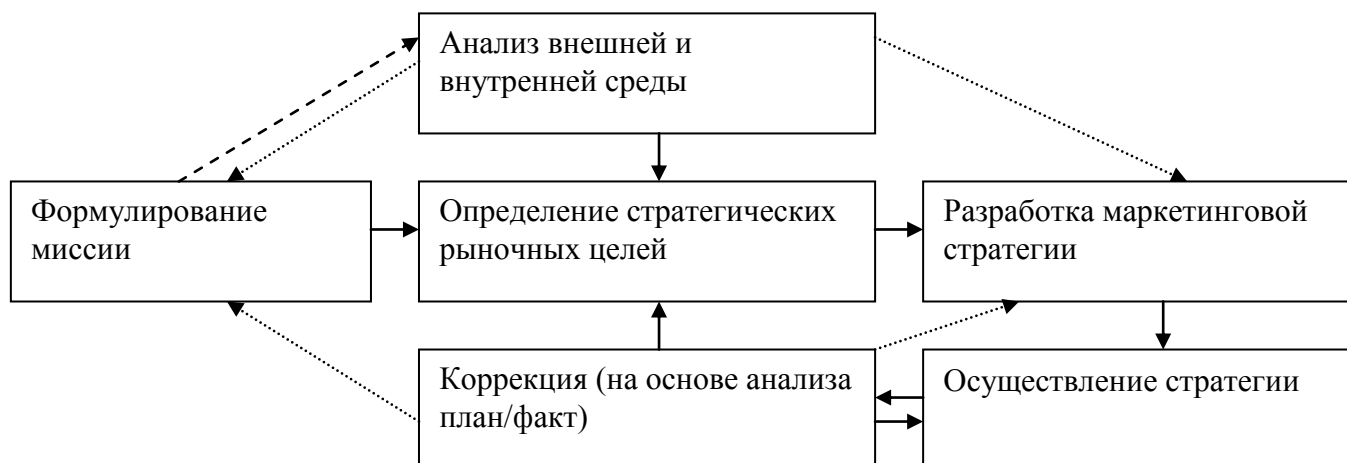 Анализ внешней и
внутренней среды
Формулирование
миссии
Определение стратегических
рыночных целей
Разработка маркетинговой
стратегии
Коррекция (на основе анализа
план/факт)
Осуществление стратегии